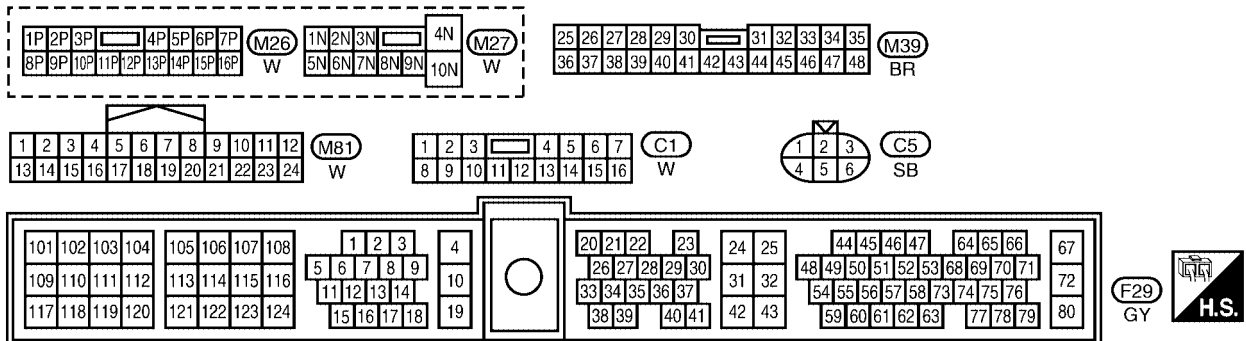 1P 2P 3P 4P 5P 6P 7P
8P 9P 10P 11P 12P 13P 14P 15P 16P
M26
W
1N 2N 3N 4N
5N 6N 7N 8N 9N 10N
M27
W
25 26 27 28 29 30 31 32 33 34 35
36 37 38 39 40 41 42 43 44 45 46 47 48
M39
BR
1 2 3 4 5 6 7 8 9 10 11 12
13 14 15 16 17 18 19 20 21 22 23 24
M81
W
1 2 3 4 5 6 7
8 9 10 11 12 13 14 15 16
C1
W
1 2 3
4 5 6
C5
SB
101 102 103 104 105 106 107 108 1 2 3 4 20 21 22 23 24 25 44 45 46 47 64 65 66 67
5 6 7 8 9 26 27 28 29 30 48 49 50 51 52 53 68 69 70 71
109 110 111 112 113 114 115 116 11 12 13 14 10 33 34 35 36 37 31 32 54 55 56 57 58 73 74 75 76 72
117 118 119 120 121 122 123 124 15 16 17 18 19 38 39 40 41 42 43 59 60 61 62 63 77 78 79 80
F29
GY
H.S.